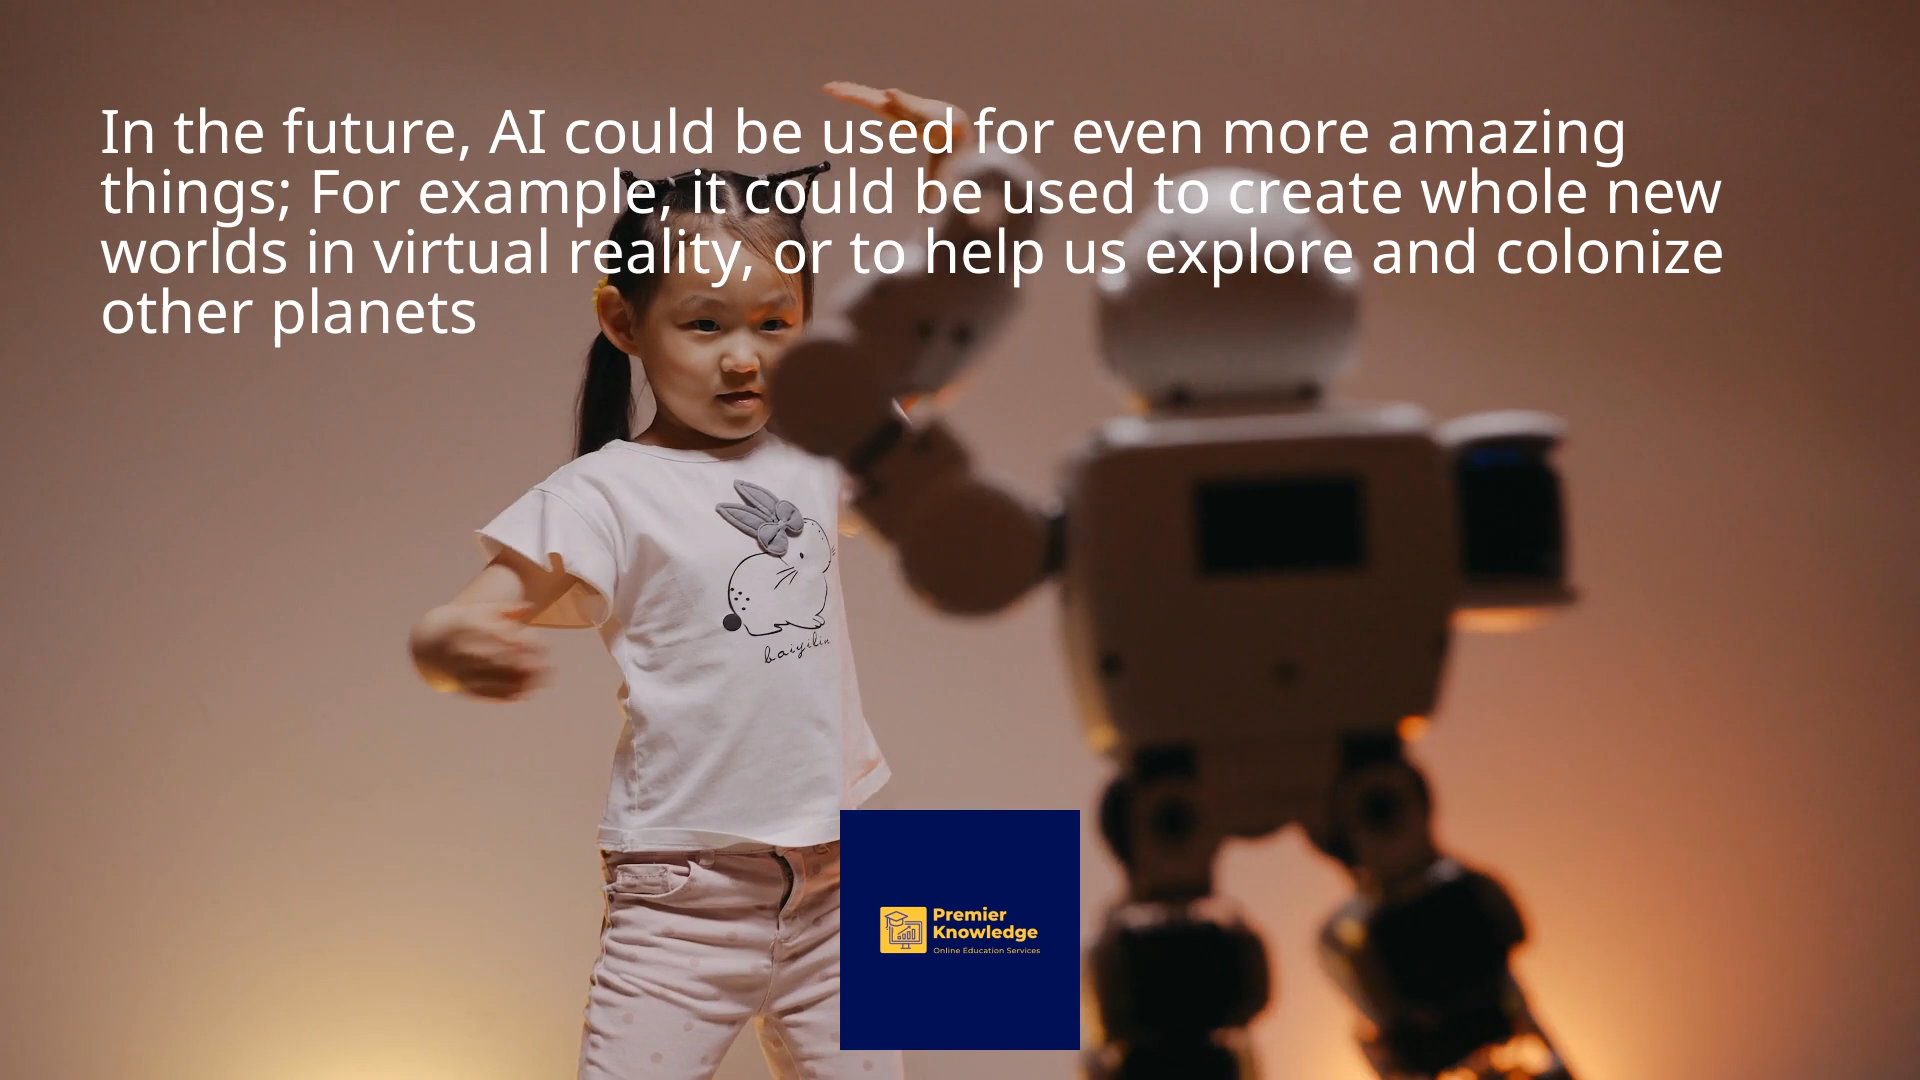 In the future, AI could be used for even more amazing
things; For example, it could be used to create whole new
worlds in virtual reality, or to help us explore and colonize
other planets
baiyilin
Premier
Knowledge
Online Education Services